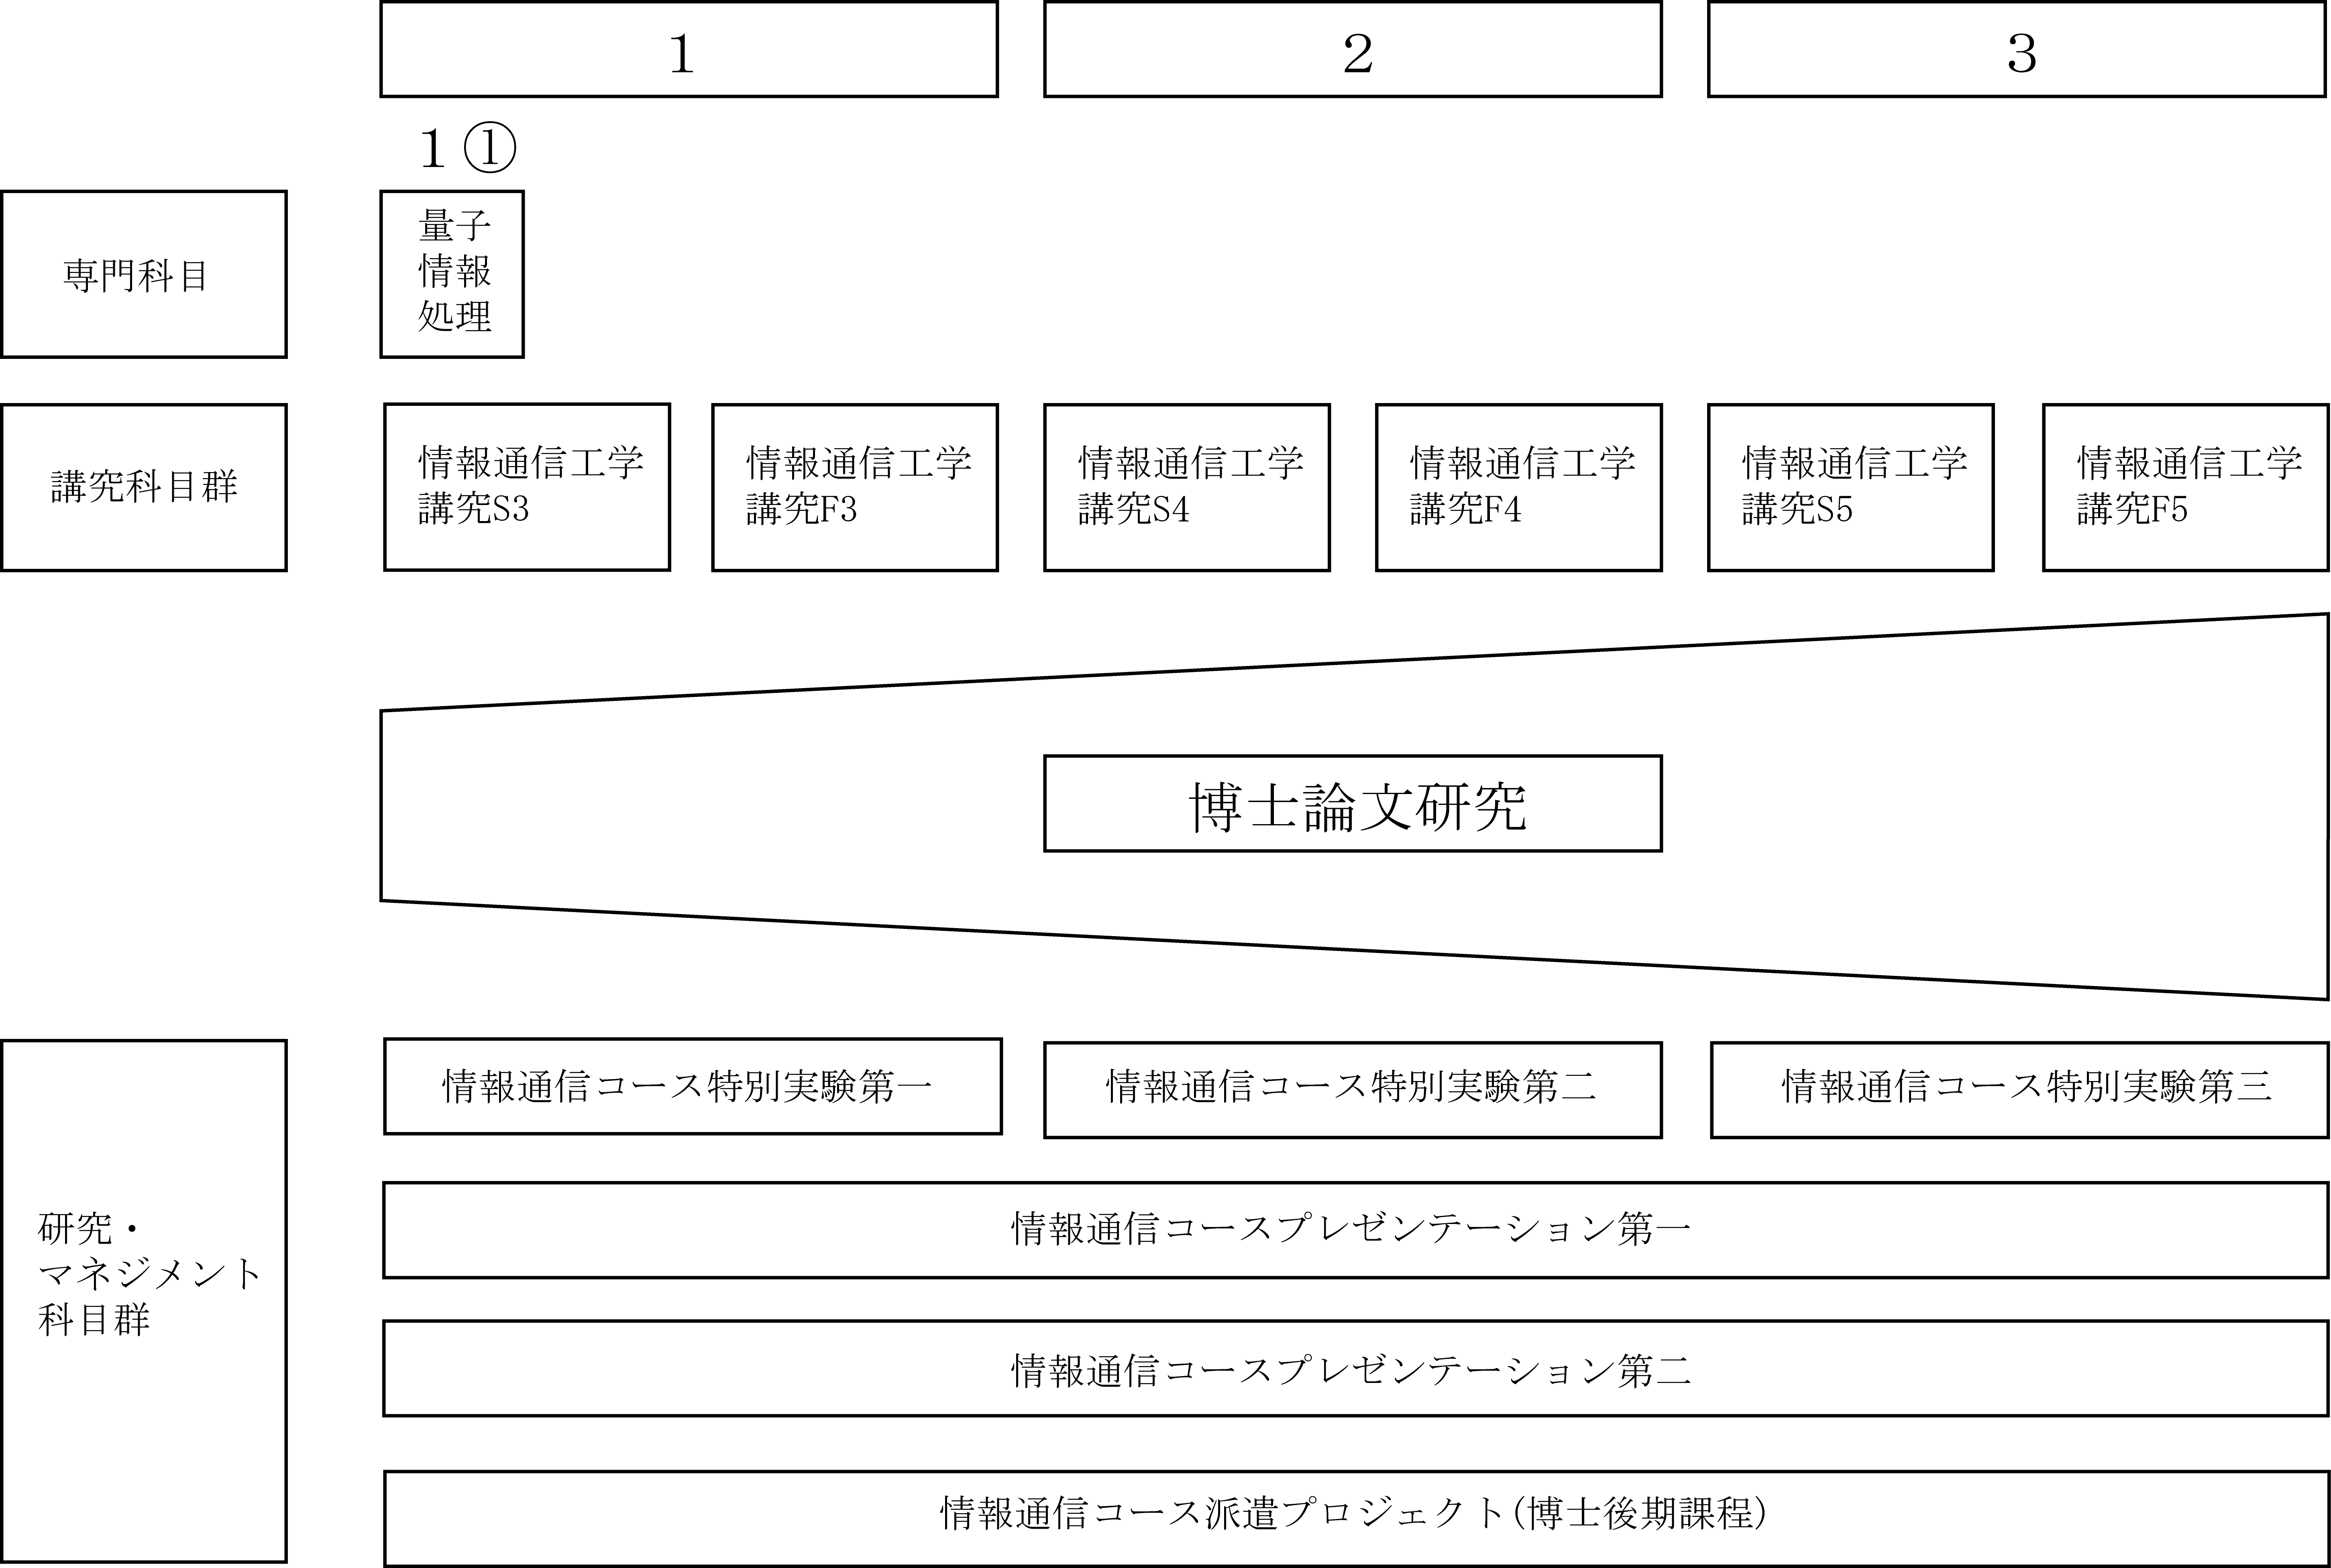 1
2
3
1 ①
専門科目
量子
情報
処理
講究科目群
情報通信工学
講究S3
情報通信工学
講究F3
情報通信工学
講究S4
情報通信工学
講究F4
情報通信工学
講究S5
情報通信工学
講究F5
博士論文研究
研究・
マネジメント
科目群
情報通信コース特別実験第一
情報通信コース特別実験第二
情報通信コース特別実験第三
情報通信コースプレゼンテーション第一
情報通信コースプレゼンテーション第二
情報通信コース派遣プロジェクト(博士後期課程)